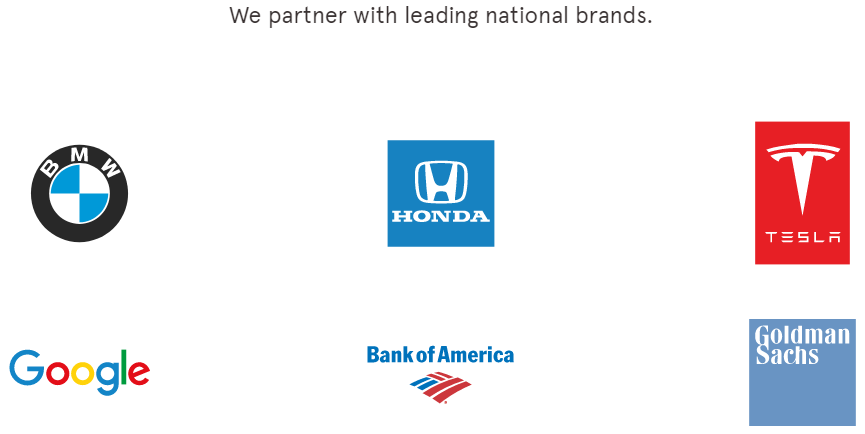 We partner with leading national brands.
BMW
HONDA
TESLA
Google
Bank of America
Goldman
Sachs